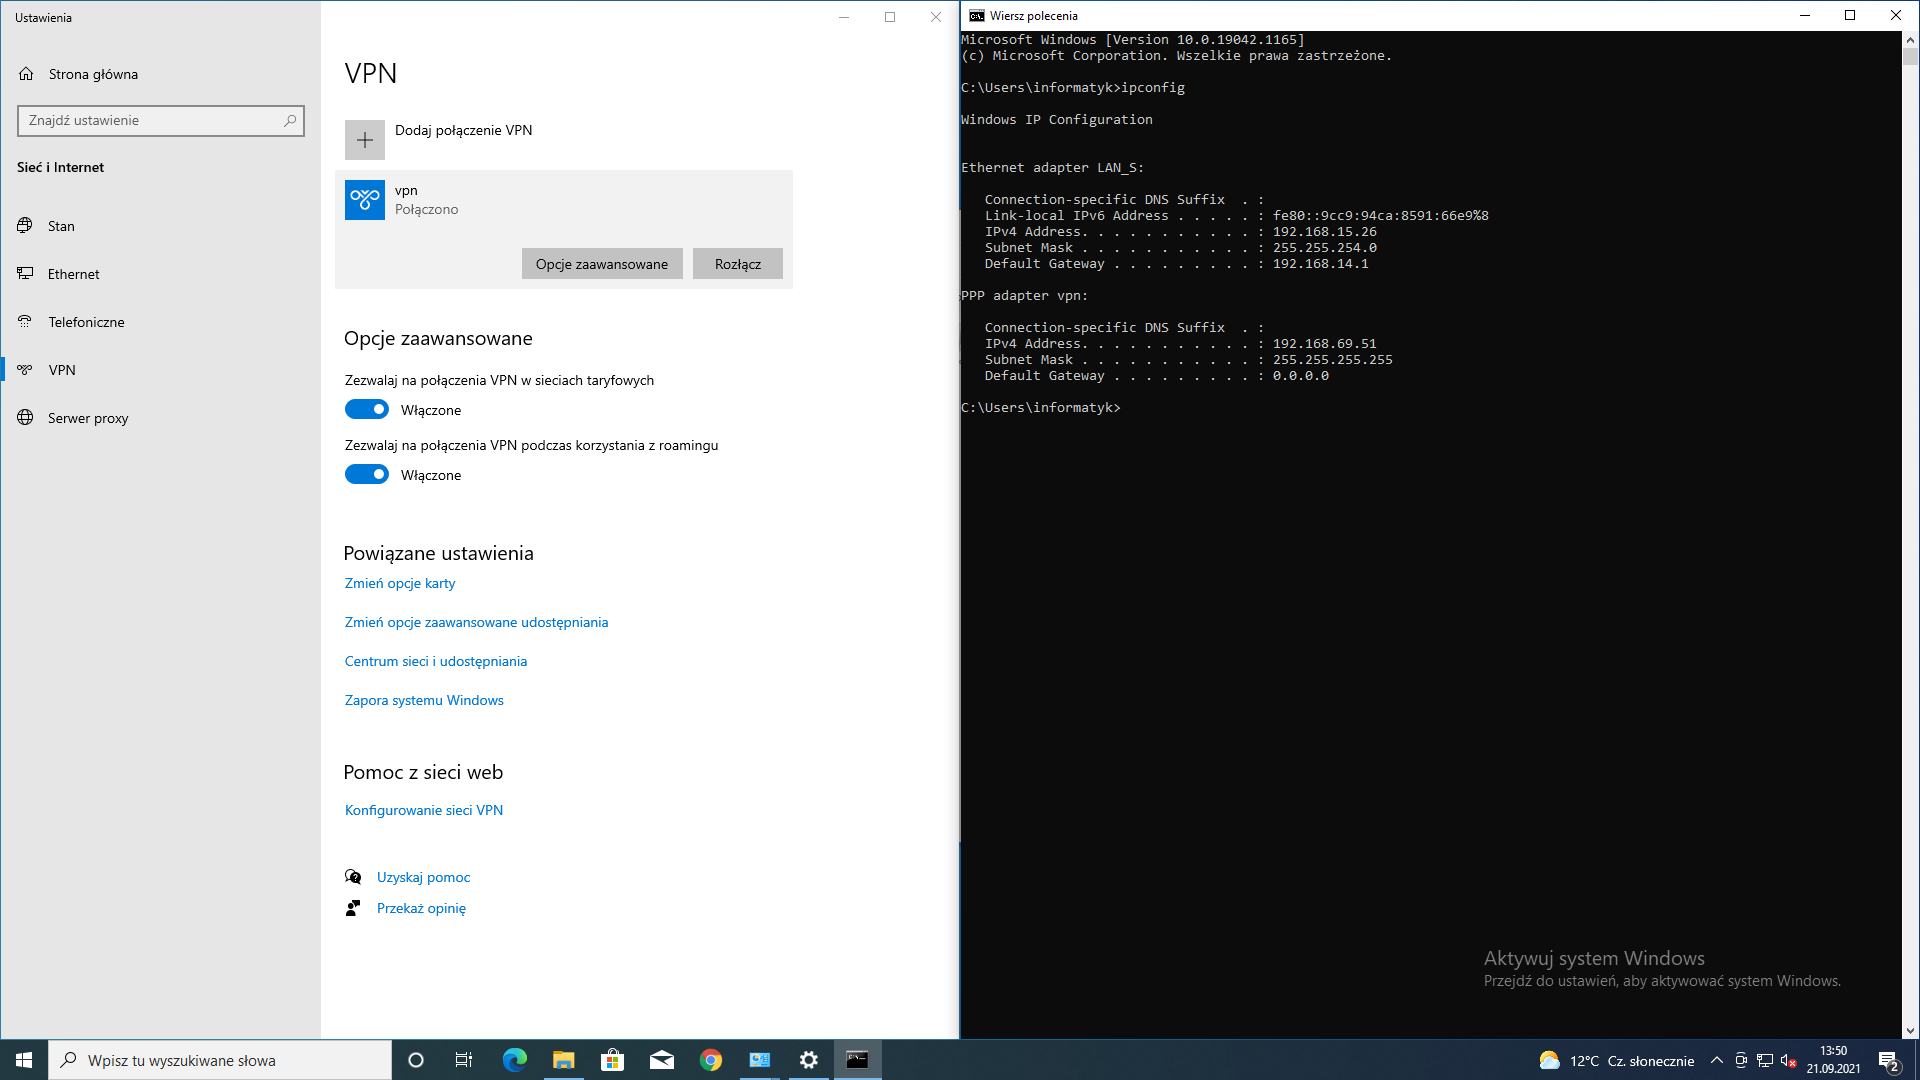 Ustawienia
Strona główna
Znajdź ustawienie
Sieć i Internet
Stan
Ethernet
Telefoniczne
VPN
Serwer proxy
VPN
Dodaj połączenie VPN
vpn
Połączono
Opcje zaawansowane
Rozłącz
Opcje zaawansowane
Zezwalaj na połączenia VPN w sieciach taryfowych
Włączone
Zezwalaj na połączenia VPN podczas korzystania z roamingu
Włączone
Powiązane ustawienia
Zmień opcje karty
Zmień opcje zaawansowane udostępniania
Centrum sieci i udostępniania
Zapora systemu Windows
Pomoc z sieci web
Konfigurowanie sieci VPN
Uzyskaj pomoc
Przekaż opinię
Wiersz polecenia
Microsoft Windows [Version 10.0.19042.1165]
(c) Microsoft Corporation. Wszelkie prawa zastrzeżone.
C:\Users\informatyk>ipconfig
Windows IP Configuration
Ethernet adapter LAN_S:
Connection-specific DNS Suffix  . :
Link-local IPv6 Address . . . . . : fe80::9cc9:94ca:8591:66e9%8
IPv4 Address. . . . . . . . . . . : 192.168.15.26
Subnet Mask . . . . . . . . . . . : 255.255.254.0
Default Gateway . . . . . . . . . : 192.168.14.1
PPP adapter vpn:
Connection-specific DNS Suffix  . :
IPv4 Address. . . . . . . . . . . : 192.168.69.51
Subnet Mask . . . . . . . . . . . : 255.255.255.255
Default Gateway . . . . . . . . . : 0.0.0.0
C:\Users\informatyk>
Aktywuj system Windows
Przejdź do ustawień, aby aktywować system Windows.
Wpisz tu wyszukiwane słowa
12°C Cz. słonecznie
13:50
21.09.2021
2